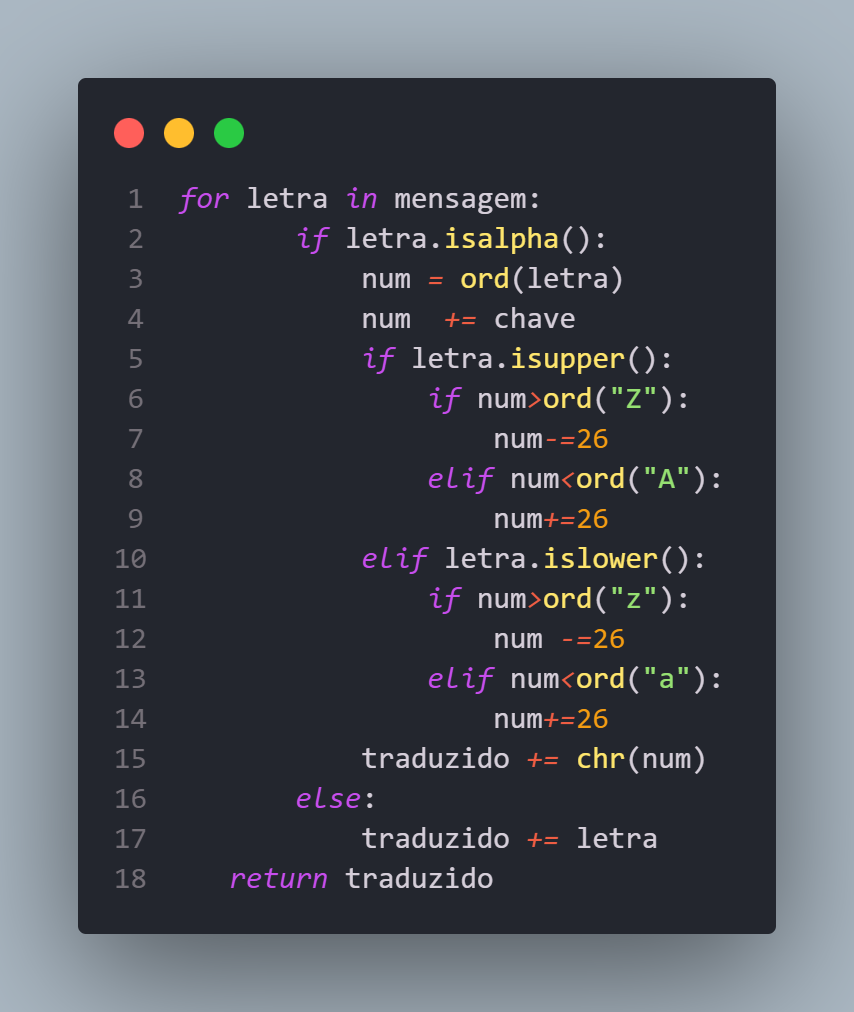 1 for letra in mensagem:
2         if letra.isalpha():
3             num = ord(letra)
4             num  += chave
5             if letra.isupper():
6                 if num>ord("Z"):
7                     num-=26
8                 elif num<ord("A"):
9                     num+=26
10             elif letra.islower():
11                 if num>ord("z"):
12                     num -=26
13                 elif num<ord("a"):
14                     num+=26
15             traduzido += chr(num)
16         else:
17             traduzido += letra
18     return traduzido